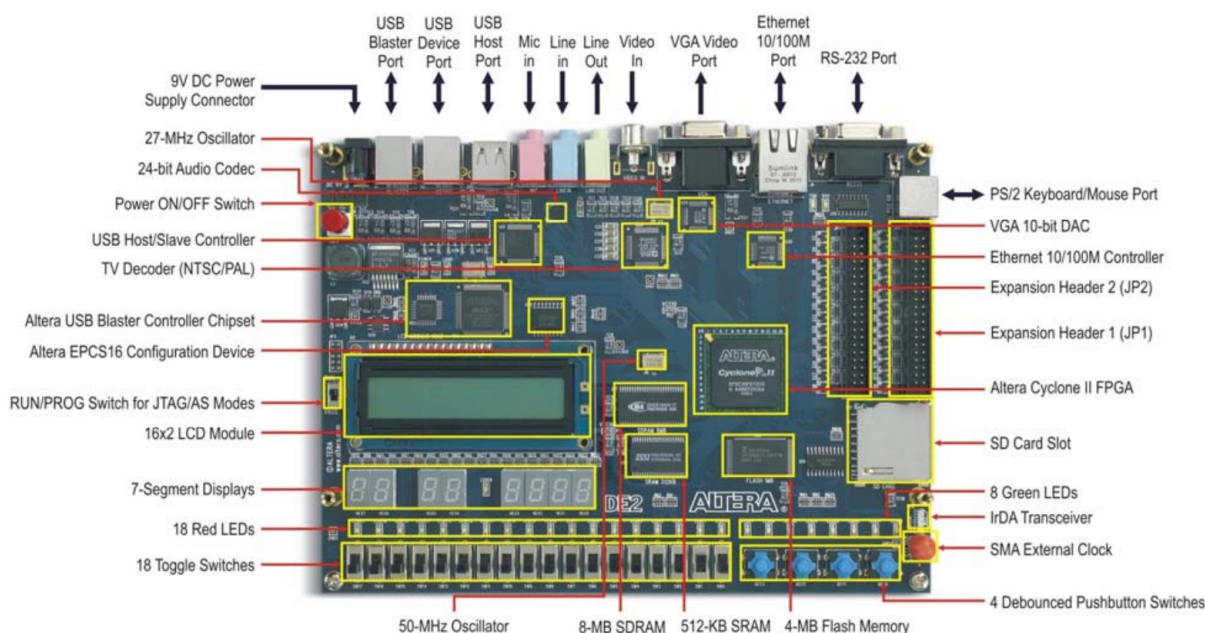 USB
Blaster
Port
USB
Device
Port
USB
Host
Port
Mic
in
Line
in
Line
Out
Video
In
VGA Video
Port
Ethernet
10/100M
Port
RS-232 Port
9V DC Power
Supply Connector
27-MHz Oscillator
24-bit Audio Codec
Power ON/OFF Switch
USB Host/Slave Controller
TV Decoder (NTSC/PAL)
Altera USB Blaster Controller Chipset
Altera EPCS16 Configuration Device
RUN/PROG Switch for JTAG/AS Modes
16x2 LCD Module
7-Segment Displays
18 Red LEDs
18 Toggle Switches
PS/2 Keyboard/Mouse Port
VGA 10-bit DAC
Ethernet 10/100M Controller
Expansion Header 2 (JP2)
Expansion Header 1 (JP1)
Altera Cyclone II FPGA
SD Card Slot
8 Green LEDs
IrDA Transceiver
SMA External Clock
4 Debounced Pushbutton Switches
50-MHz Oscillator
8-MB SDRAM
512-KB SRAM
4-MB Flash Memory
ALTERA
Cyclone II
SD CARD
DE2
ALTERA
©ALTERA
www.altera.com